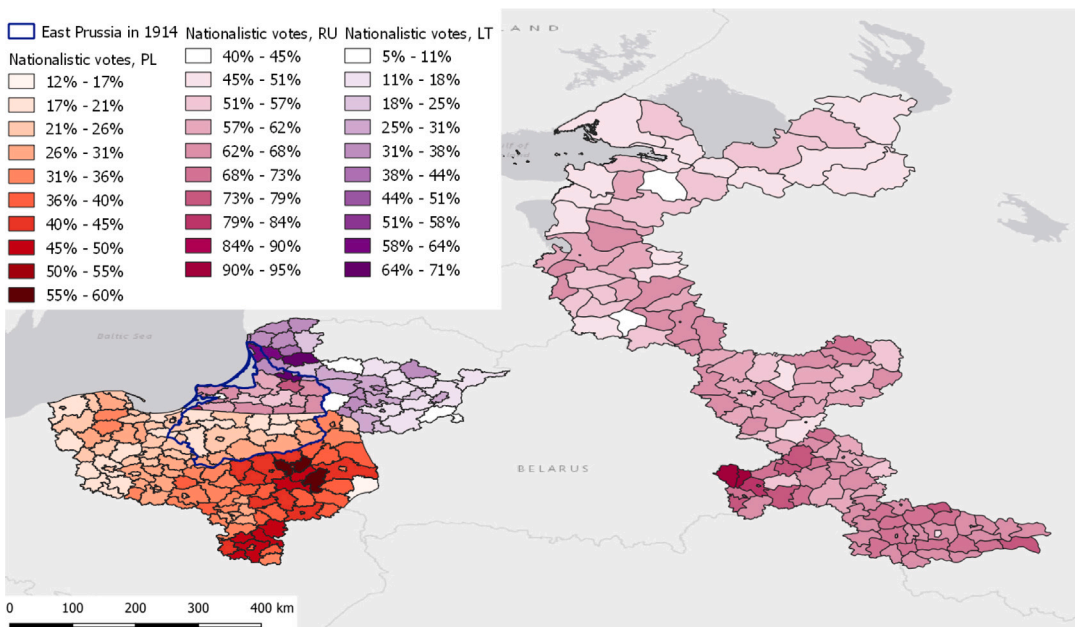 LAND
East Prussia in 1914
Nationalistic votes, PL
12% - 17%
17% - 21%
21% - 26%
26% - 31%
31% - 36%
36% - 40%
40% - 45%
45% - 50%
50% - 55%
55% - 60%
Nationalistic votes, RU
40% - 45%
45% - 51%
51% - 57%
57% - 62%
62% - 68%
68% - 73%
73% - 79%
79% - 84%
84% - 90%
90% - 95%
Nationalistic votes, LT
5% - 11%
11% - 18%
18% - 25%
25% - 31%
31% - 38%
38% - 44%
44% - 51%
51% - 58%
58% - 64%
64% - 71%
Baltic Sea
BELARUS
0 100 200 300 400 km